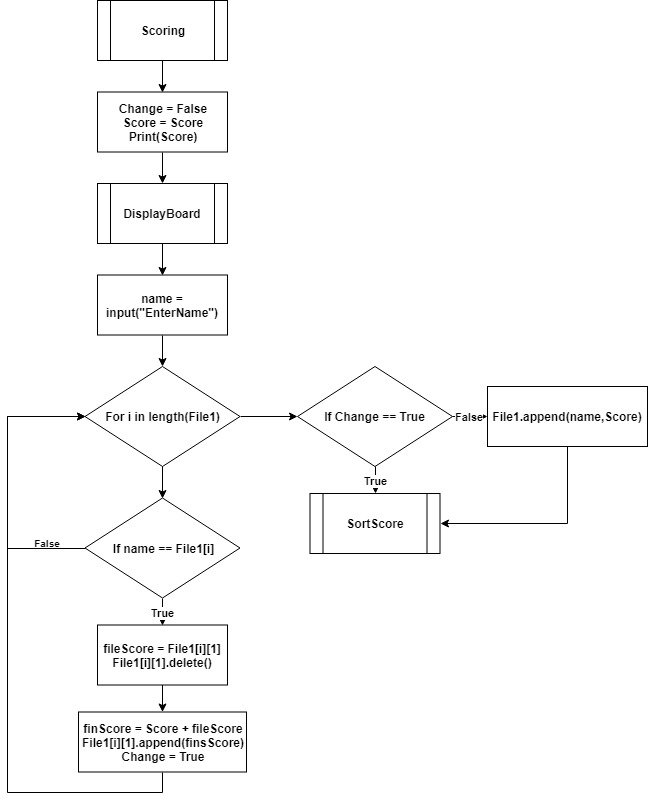 Scoring
Change = False
Score = Score
Print(Score)
DisplayBoard
name =
input("EnterName")
For i in length(File1)
If Change == True
False
File1.append(name,Score)
True
SortScore
False
If name == File1[i]
True
fileScore = File1[i][1]
File1[i][1].delete()
finScore = Score + fileScore
File1[i][1].append(finsScore)
Change = True